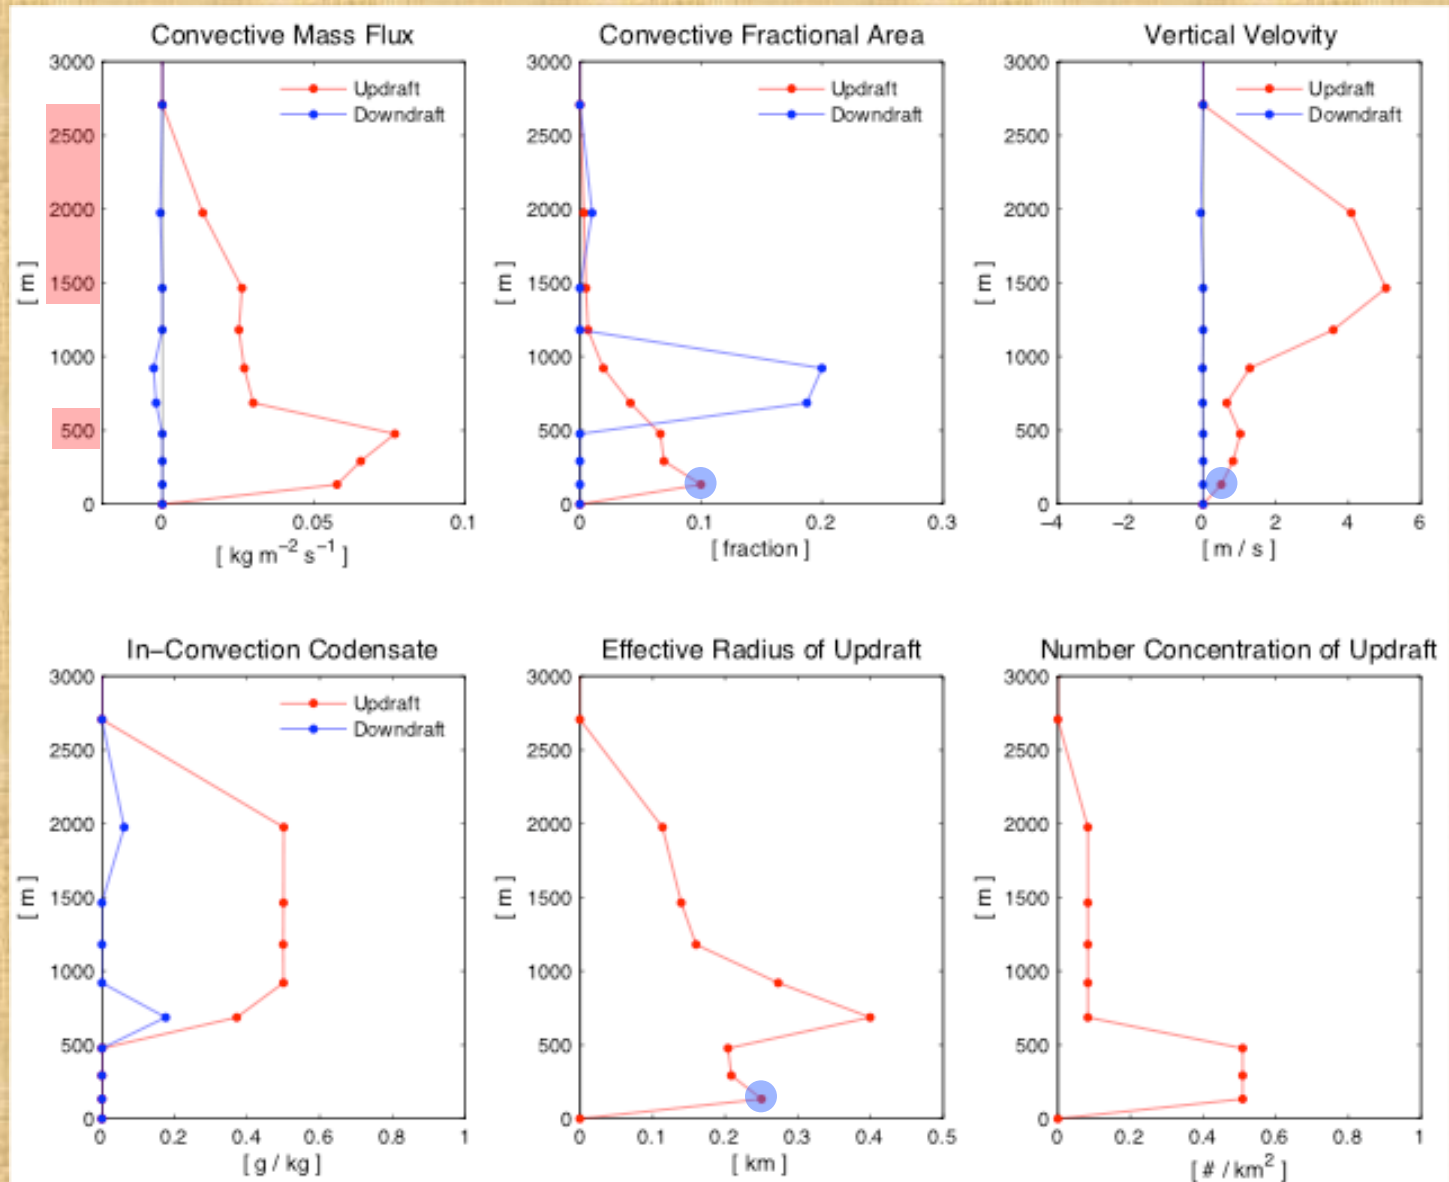 Convective Mass Flux
3000
2500
2000
1500
1000
500
0
[ m ]
Updraft
Downdraft
0 0.05 0.1
[ kg m−2 s−1 ]
Convective Fractional Area
3000
2500
2000
1500
1000
500
0
[ m ]
Updraft
Downdraft
0 0.1 0.2 0.3
[ fraction ]
Vertical Velovity
3000
2500
2000
1500
1000
500
0
[ m ]
Updraft
Downdraft
−4 −2 0 2 4 6
[ m / s ]
In−Convection Codensate
3000
2500
2000
1500
1000
500
0
[ m ]
Updraft
Downdraft
0 0.2 0.4 0.6 0.8 1
[ g / kg ]
Effective Radius of Updraft
3000
2500
2000
1500
1000
500
0
[ m ]
0 0.1 0.2 0.3 0.4 0.5
[ km ]
Number Concentration of Updraft
3000
2500
2000
1500
1000
500
0
[ m ]
0 0.2 0.4 0.6 0.8 1
[ # / km2 ]